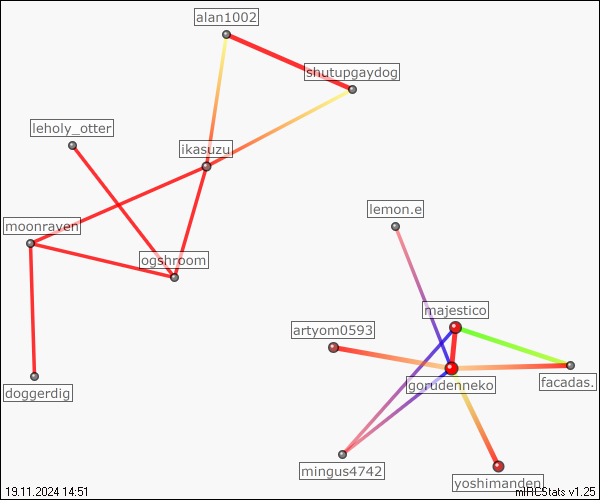 alan1002
shutupgaydog
leholy_otter
ikasuzu
lemon.e
moonraven
ogshroom
majestico
artyom0593
gorudenneko
facadas.
doggerdig
mingus4742
yoshimanden
19.11.2024 14:51
mIRCStats v1.25